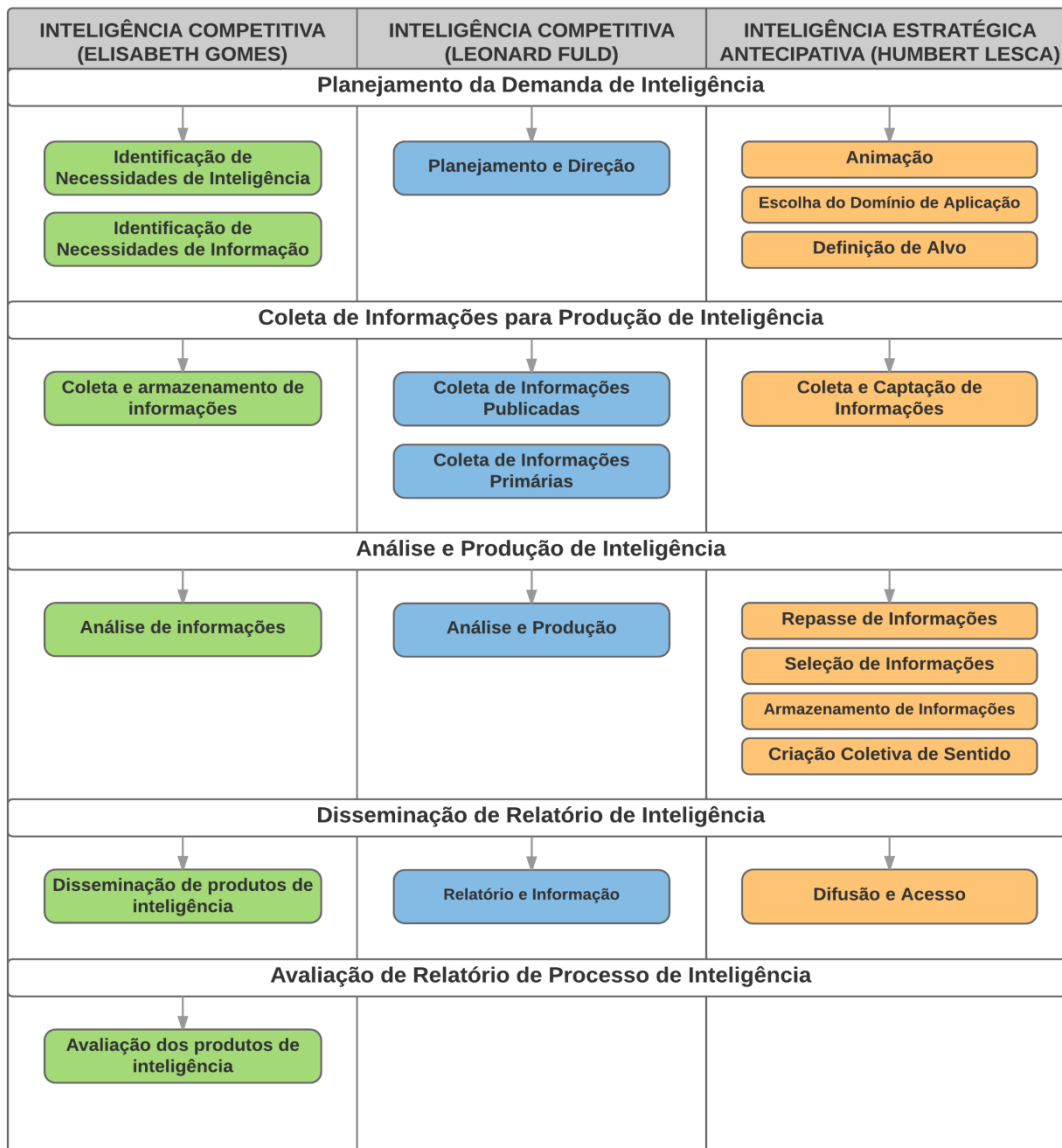 INTELIGÊNCIA COMPETITIVA
(ELISABETH GOMES)
INTELIGÊNCIA COMPETITIVA
(LEONARD FULD)
INTELIGÊNCIA ESTRATÉGICA
ANTECIPATIVA (HUMBERT LESCA)
Planejamento da Demanda de Inteligência
Identificação de
Necessidades de Inteligência
Identificação de
Necessidades de Informação
Planejamento e Direção
Animação
Escolha do Domínio de Aplicação
Definição de Alvo
Coleta de Informações para Produção de Inteligência
Coleta e armazenamento de
informações
Coleta de Informações
Publicadas
Coleta de Informações
Primárias
Coleta e Captação de
Informações
Análise e Produção de Inteligência
Análise de informações
Análise e Produção
Repasse de Informações
Seleção de Informações
Armazenamento de Informações
Criação Coletiva de Sentido
Disseminação de Relatório de Inteligência
Disseminação de produtos de
inteligência
Relatório e Informação
Difusão e Acesso
Avaliação de Relatório de Processo de Inteligência
Avaliação dos produtos de
inteligência